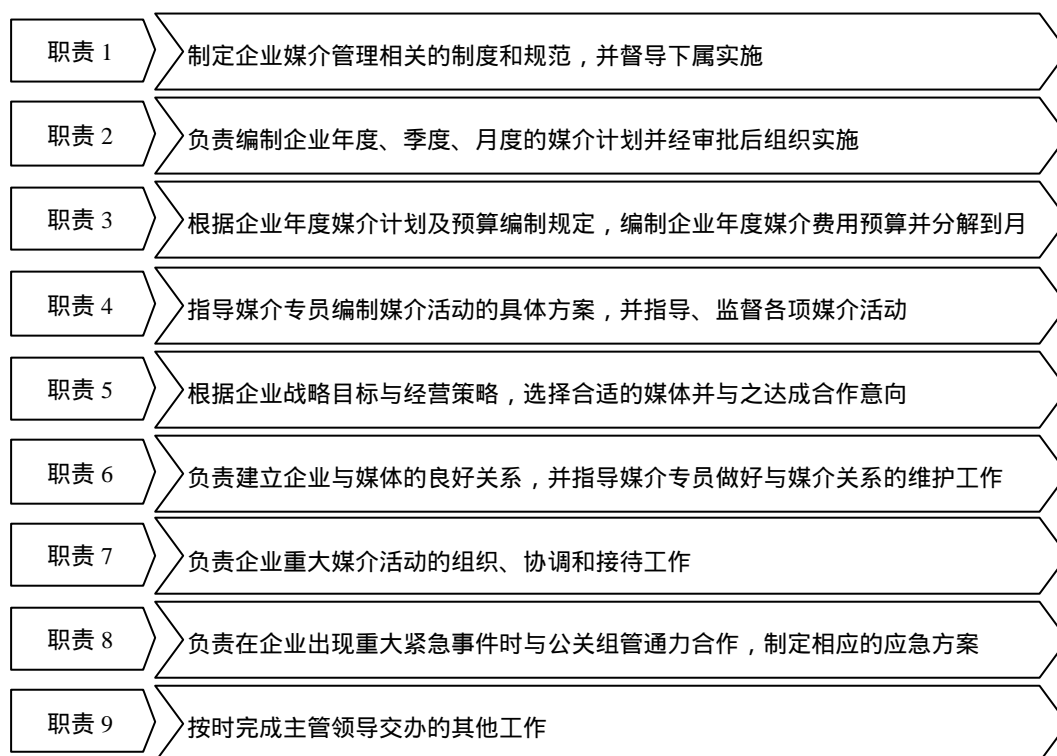 职责 1
制定企业媒介管理相关的制度和规范，并督导下属实施
职责 2
负责编制企业年度、季度、月度的媒介计划并经审批后组织实施
职责 3
根据企业年度媒介计划及预算编制规定，编制企业年度媒介费用预算并分解到月
职责 4
指导媒介专员编制媒介活动的具体方案，并指导、监督各项媒介活动
职责 5
根据企业战略目标与经营策略，选择合适的媒体并与之达成合作意向
职责 6
负责建立企业与媒体的良好关系，并指导媒介专员做好与媒介关系的维护工作
职责 7
负责企业重大媒介活动的组织、协调和接待工作
职责 8
负责在企业出现重大紧急事件时与公关组管通力合作，制定相应的应急方案
职责 9
按时完成主管领导交办的其他工作